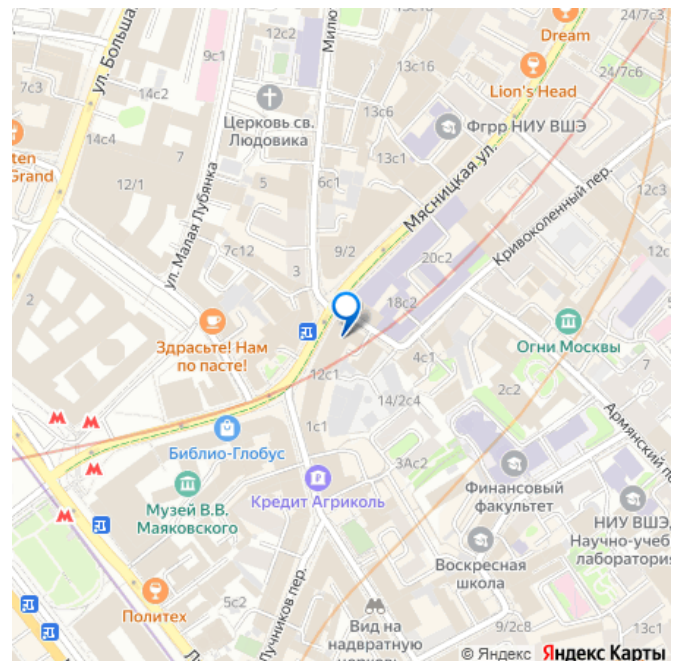 24/7с3
Dream
13с16
Милют
12с2
9с1
ул. Большая
24/7с6
Lion's Head
7с3
14с2
13с6
Церковь св.
Людовика
Фгрр НИУ ВШЭ
14с4
7
13с1
ten
Grand
12/1
5
6с1
12с3
ул. Малая Лубянка
Мясницкая ул.
Кривоколенный пер.
7с12
9/2
20с2
12с
3
2
18с2
Здрасьте! Нам
по пасте!
Огни Москвы
4с1
7
12с1
2с2
14/2с4
Армянский пе
1с1
Библио-Глобус
3Ас2
Кредит Агриколь
Финансовый
факультет
Музей В.В.
Маяковского
НИУ ВШЭ,
Научно-учеб
лаборатория
Воскресная
школа
Политех
5с2
Лучников пер.
Вид на
надвратную
9/2с8
13с1
© Яндекс Яндекс Карты